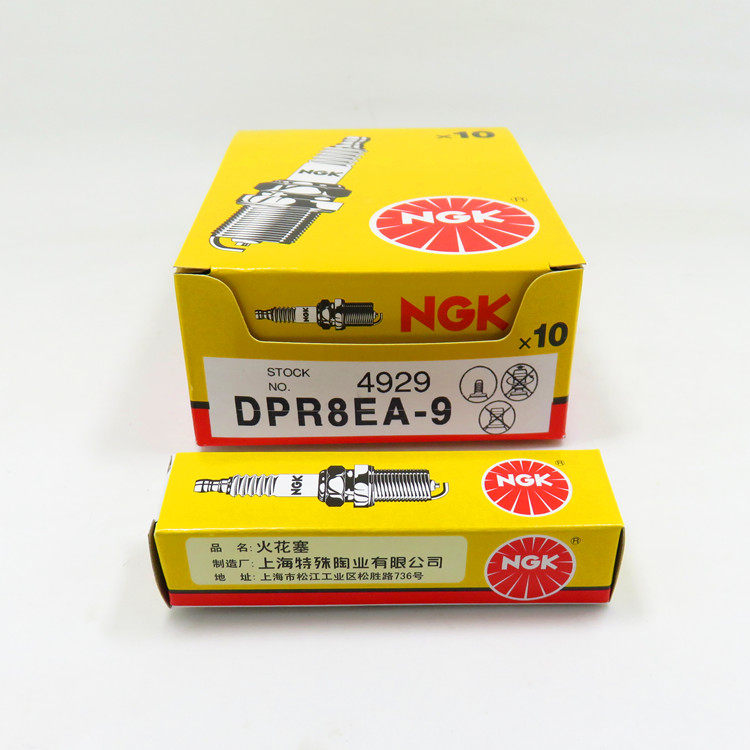 ×10
NGK
NGK
®
NGK
NGK
×10
STOCK
NO.
4929
DPR8EA-9
NGK
NGK
®
品 名: 火花塞
制造厂: 上海特殊陶业有限公司
地 址: 上海市松江工业区松胜路736号
NGK
®